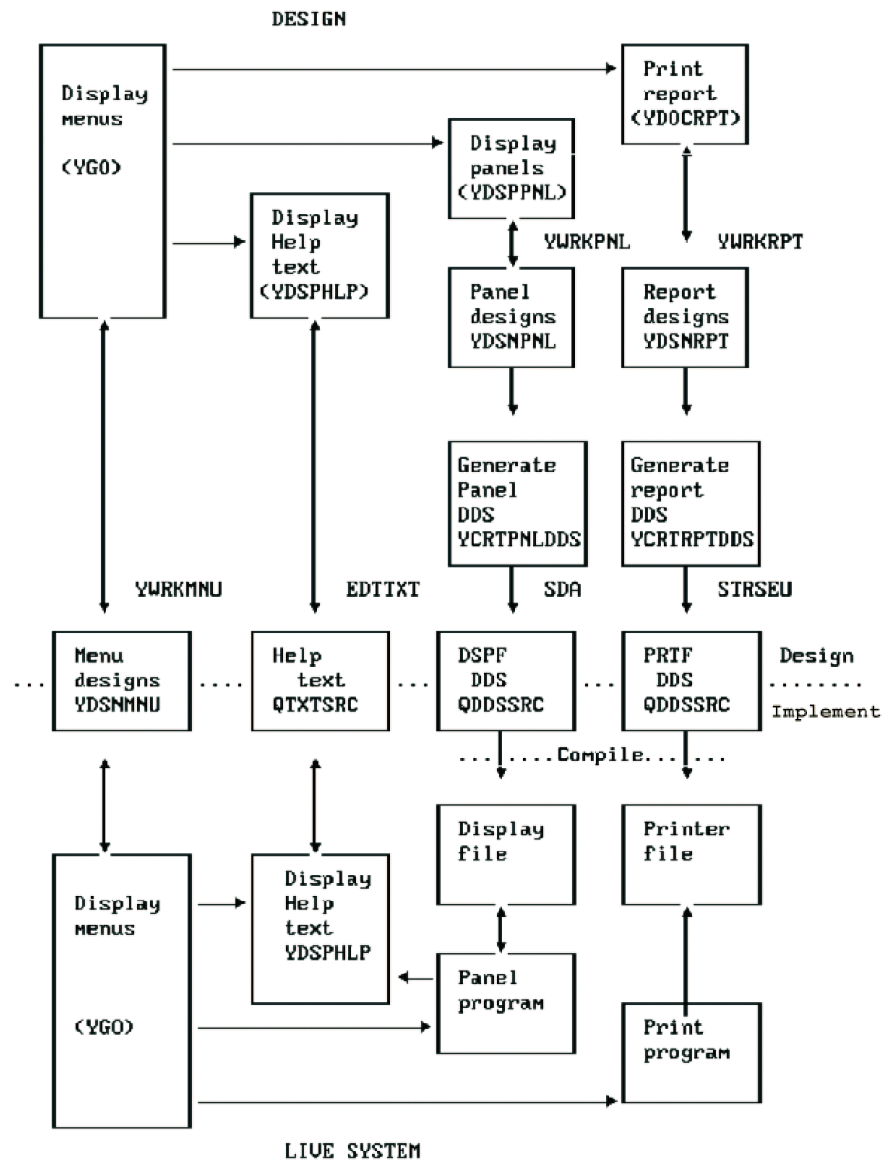 DESIGN
Display
menus
(YGO)
Print
report
(YDOCRPT)
Display
panels
(YDSPPNL)
Display
Help
text
(YDSPHLP)
YWRKPNL
YWRKRPT
Panel
designs
YDSNPNL
Report
designs
YDSNRPT
Generate
Panel
DDS
YCRTPNLDDS
Generate
report
DDS
YCRTRPTDDS
YWRKMNU
EDTTXT
SDA
STRSEU
Menu
designs
YDSNMNU
Help
text
QTXTSRC
DSPF
DDS
QDDSSRC
PRTF
DDS
QDDSSRC
Design
Implement
Compile
Display
file
Printer
file
Display
menus
(YGO)
Display
Help
text
YDSPHLP
Panel
program
Print
program
LIVE SYSTEM